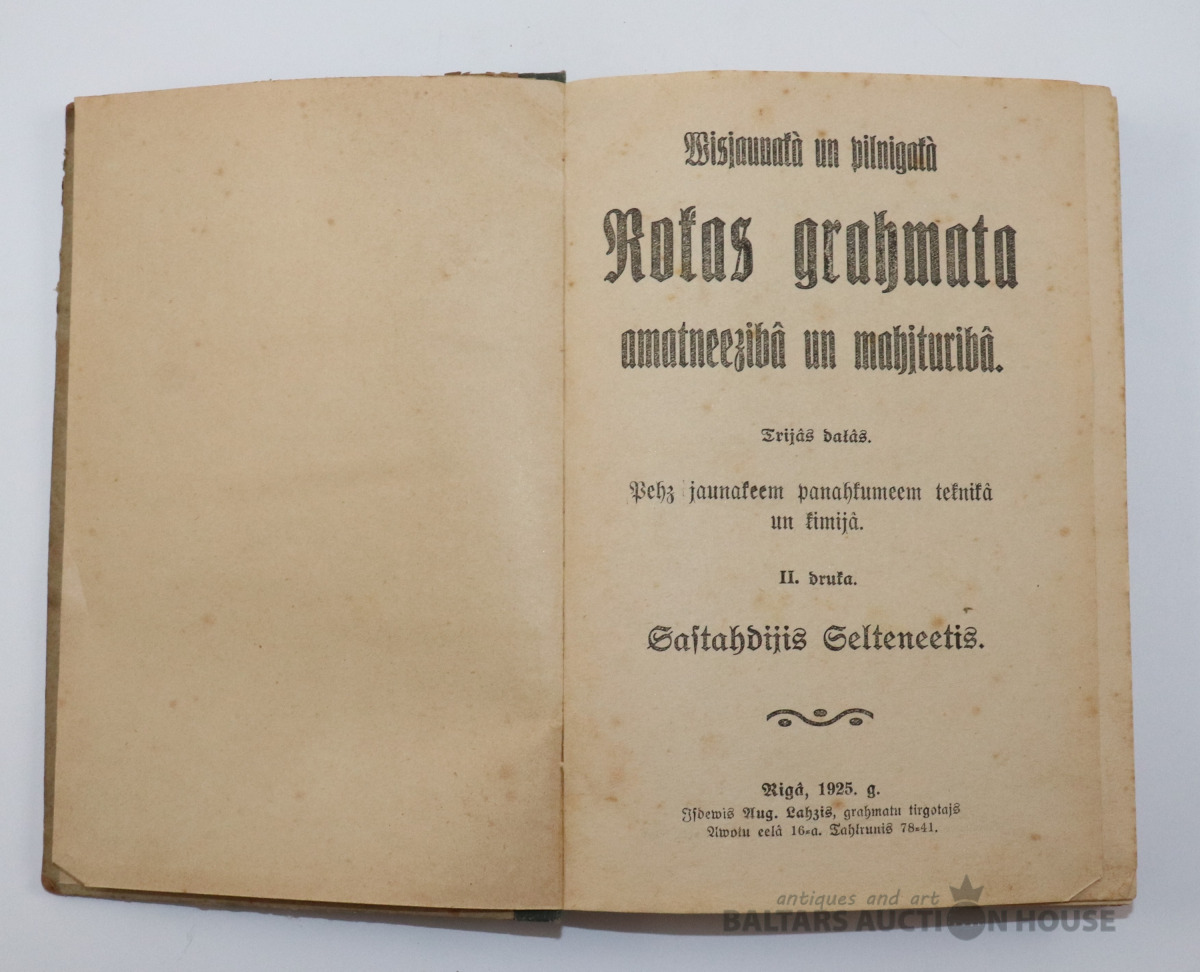 Wisjaunakà un pilnigakà
Rokas grahmata
amatneezibâ un mahjturibâ.
Trijâs dałâs.
Pehz jaunakeem panahkumeem teknikâ
un kimijâ.
II. druka.
Saſtahdijis Selteneetis.
Rigâ, 1925. g.
Iſdewis Aug. Lahzis, grahmatu tirgotajs
Awotu eelâ 16-a. Tahlrunis 78-41.
antiques and art
BALTARS AUCTION HOUSE